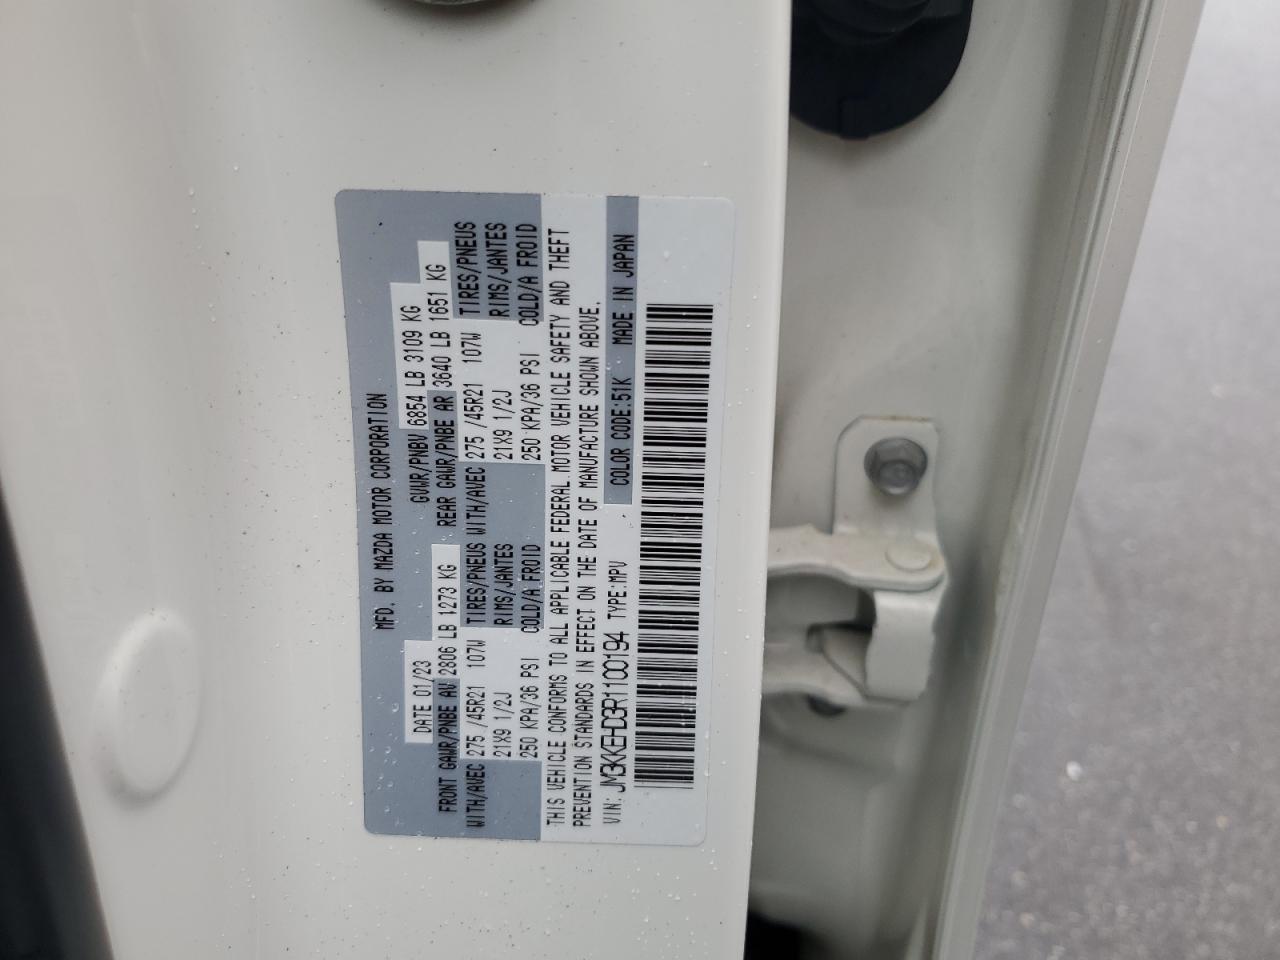 MFD. BY MAZDA MOTOR CORPORATION
DATE 01/23 GVWR/PNBV 6854 LB 3109 KG
FRONT GAWR/PNBE AV 2806 LB 1273 KG REAR GAWR/PNBE AR 3640 LB 1651 KG
WITH/AVEC 275 /45R21 107W TIRES/PNEUS WITH/AVEC 275 /45R21 107W TIRES/PNEUS
21X9 1/2J RIMS/JANTES 21X9 1/2J RIMS/JANTES
250 KPA/36 PSI COLD/A FROID 250 KPA/36 PSI COLD/A FROID
THIS VEHICLE CONFORMS TO ALL APPLICABLE FEDERAL MOTOR VEHICLE SAFETY AND THEFT
PREVENTION STANDARDS IN EFFECT ON THE DATE OF MANUFACTURE SHOWN ABOVE.
VIN: JM3KKEHD3R1100194 TYPE:MPV COLOR CODE:51K MADE IN JAPAN